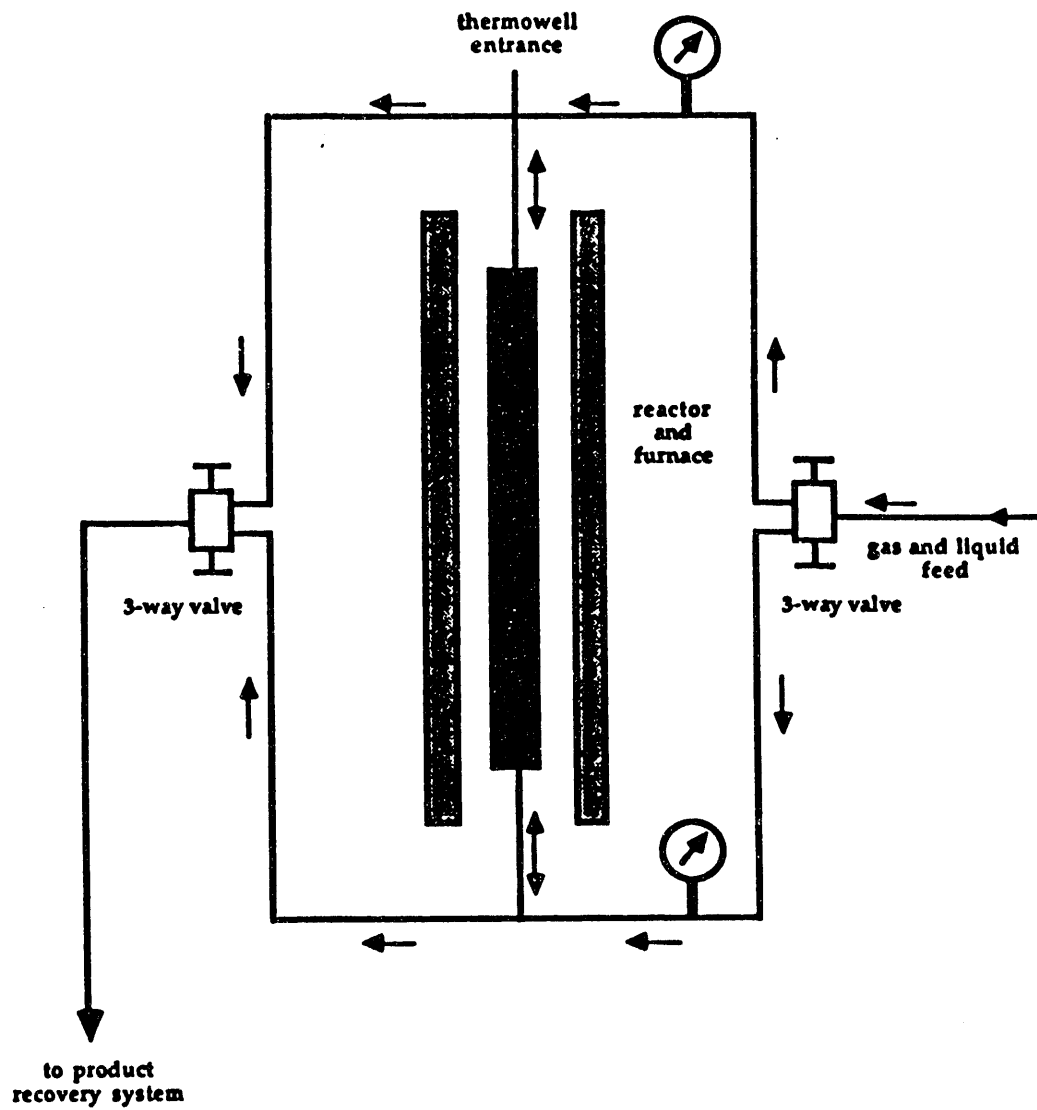 thermowell
entrance
reactor
and
furnace
gas and liquid
feed
3-way valve
3-way valve
to product
recovery system